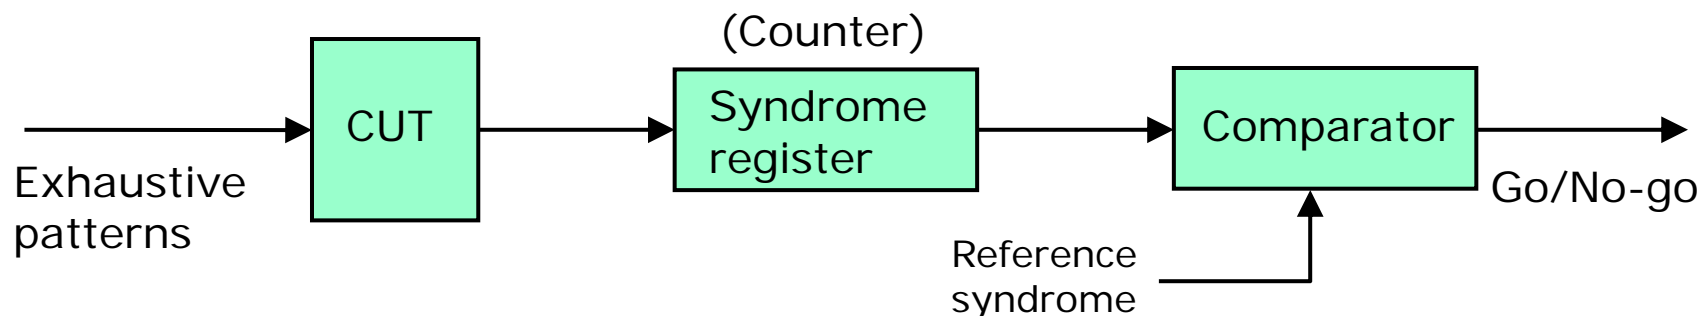 (Counter)
CUT
Syndrome
register
Comparator
Exhaustive
patterns
Go/No-go
Reference
syndrome